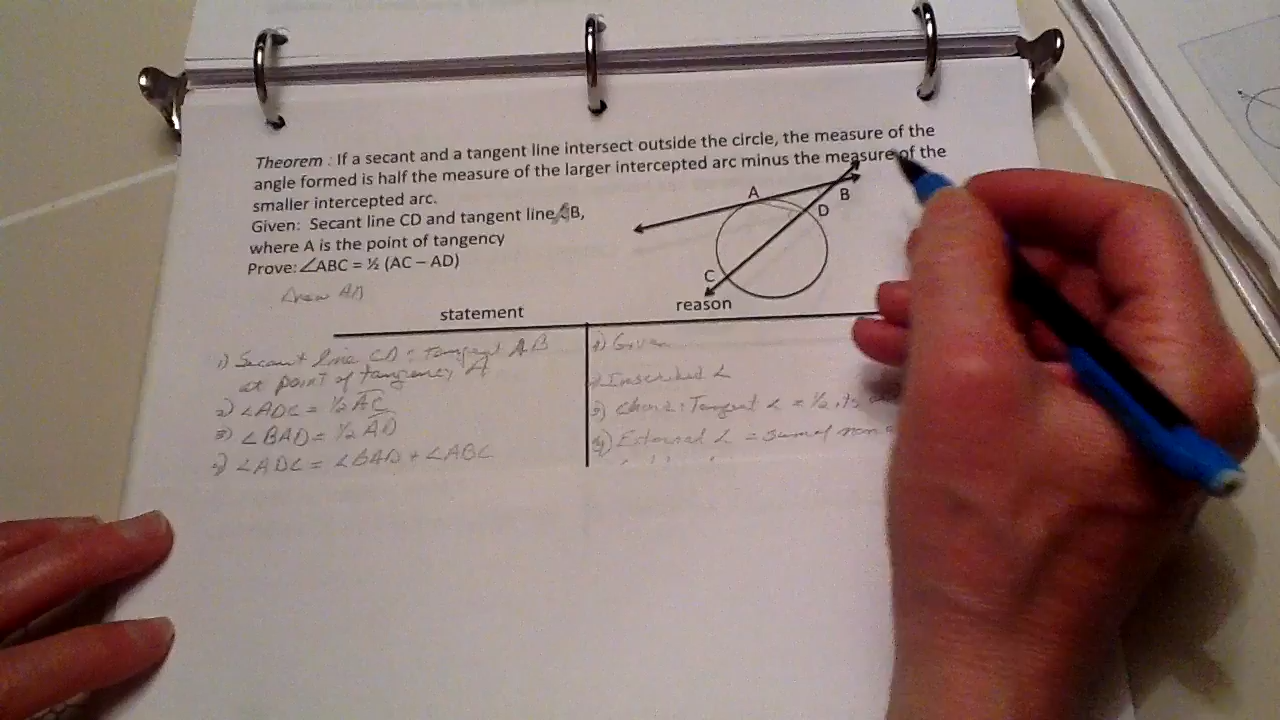 Theorem : If a secant and a tangent line intersect outside the circle, the measure of the
angle formed is half the measure of the larger intercepted arc minus the measure of the
smaller intercepted arc.
Given: Secant line CD and tangent line AB,
where A is the point of tangency
Prove: ∠ABC = ½ (AC – AD)
A
B
D
C
Draw AD
statement
reason
1) Secant line CD & tangent AB
at point of tangency A
2) ∠ADC = ½ AC
3) ∠BAD = ½ AD
4) ∠ADC = ∠BAD + ∠ABC
1) Given
2) Inscribed ∠
3) Chord & Tangent ∠ = ½ its
4) External ∠ = sum of non